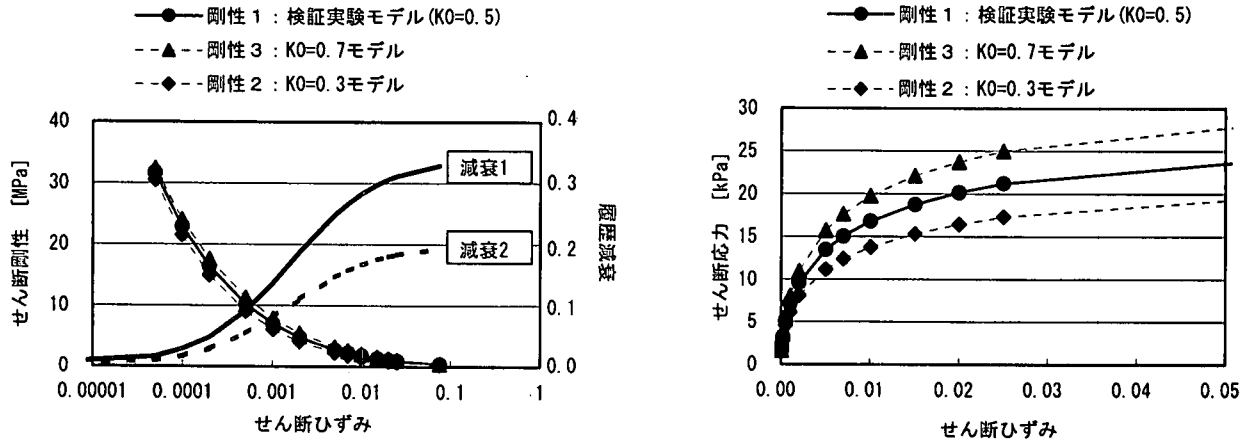 剛性1：検証実験モデル(K0=0.5)
剛性3：K0=0.7モデル
剛性2：K0=0.3モデル
せん断剛性 [MPa]
40
30
20
10
0
0.4
0.3
0.2
0.1
0.0
履歴減衰
減衰1
減衰2
0.00001 0.0001 0.001 0.01 0.1 1
せん断ひずみ
剛性1：検証実験モデル(K0=0.5)
剛性3：K0=0.7モデル
剛性2：K0=0.3モデル
せん断応力 [kPa]
30
25
20
15
10
5
0
0.00 0.01 0.02 0.03 0.04 0.05
せん断ひずみ